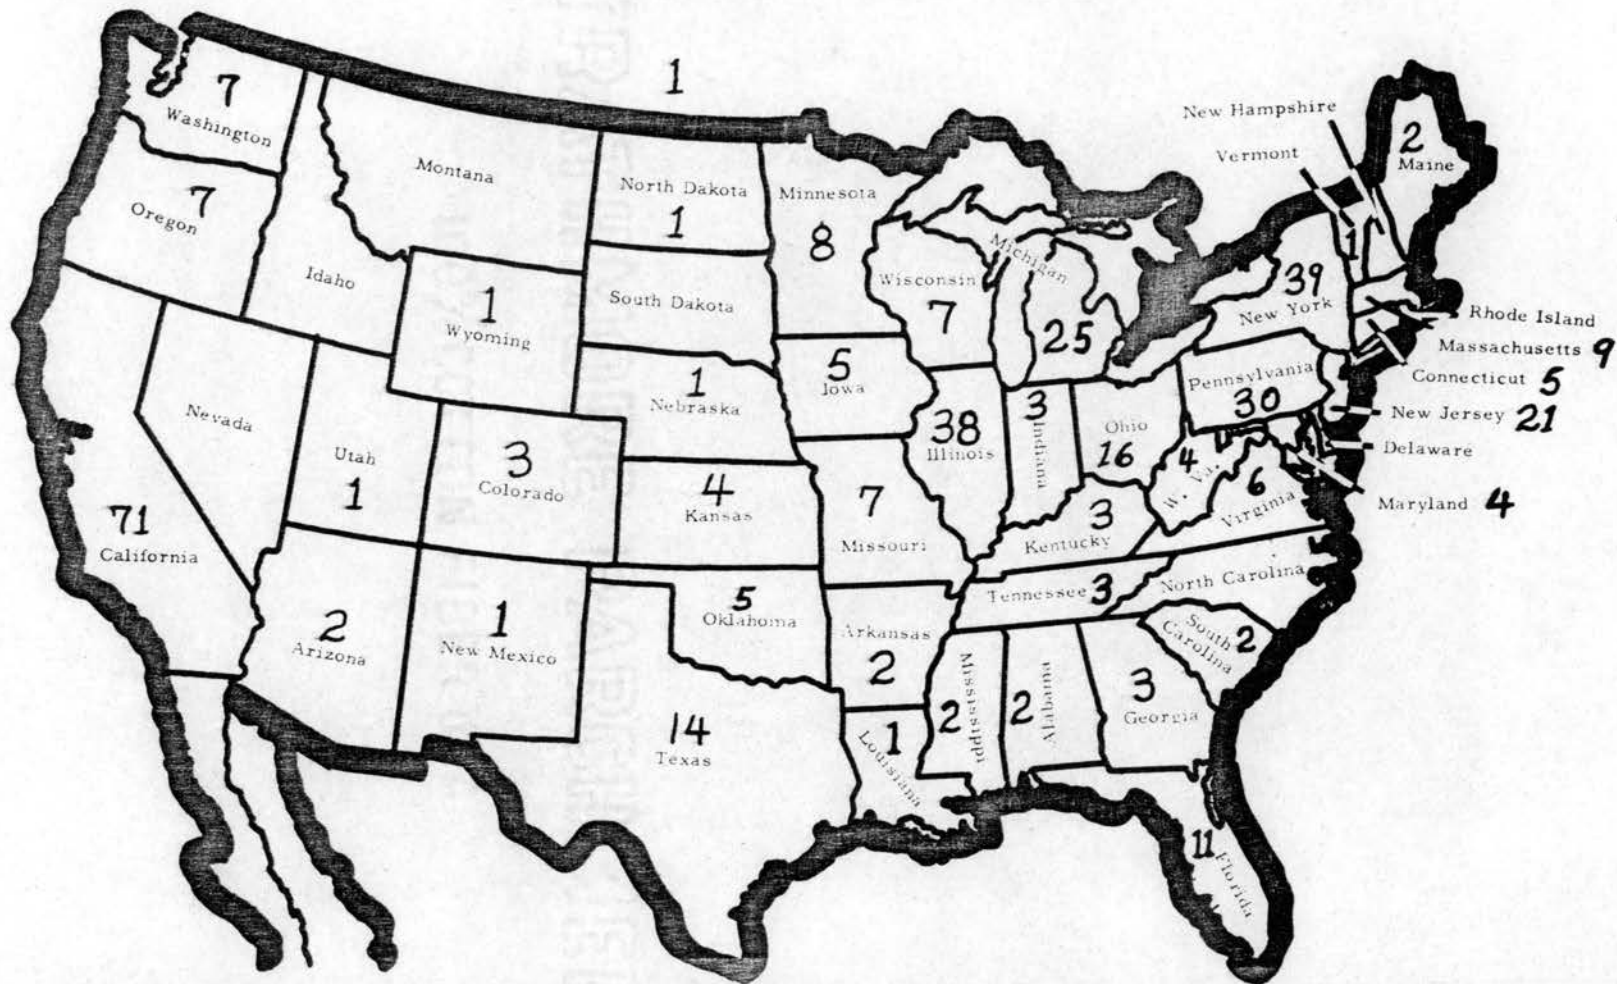 1
New Hampshire
Vermont
2
Maine
7
Washington
Montana
North Dakota
1
Minnesota
8
7
Oregon
Idaho
1
Wyoming
South Dakota
Wisconsin
7
Michigan
25
1
39
New York
Rhode Island
Massachusetts 9
Connecticut 5
New Jersey 21
Delaware
Maryland 4
Nevada
Utah
1
3
Colorado
1
Nebraska
5
Iowa
38
Illinois
3
Indiana
Ohio
16
Pennsylvania
30
4
W. Va.
6
Virginia
71
California
4
Kansas
7
Missouri
3
Kentucky
Tennessee 3
North Carolina
2
Arizona
1
New Mexico
5
Oklahoma
Arkansas
2
South
Carolina
2
14
Texas
1
Louisiana
2
Mississippi
2
Alabama
3
Georgia
11
Florida